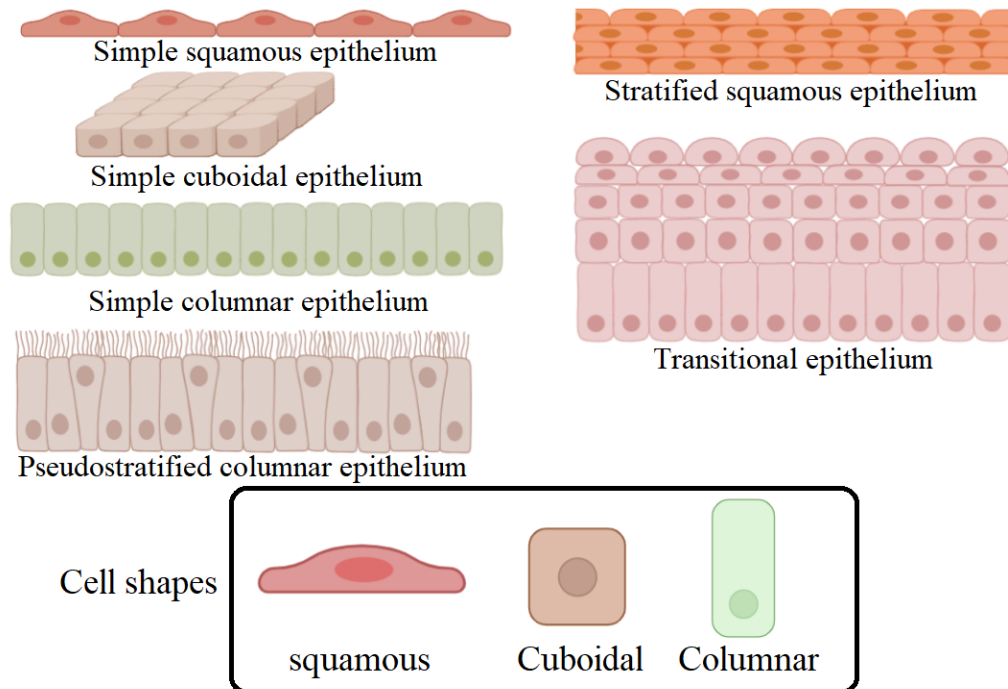 Simple squamous epithelium
Stratified squamous epithelium
Simple cuboidal epithelium
Simple columnar epithelium
Transitional epithelium
Pseudostratified columnar epithelium
Cell shapes
squamous
Cuboidal
Columnar